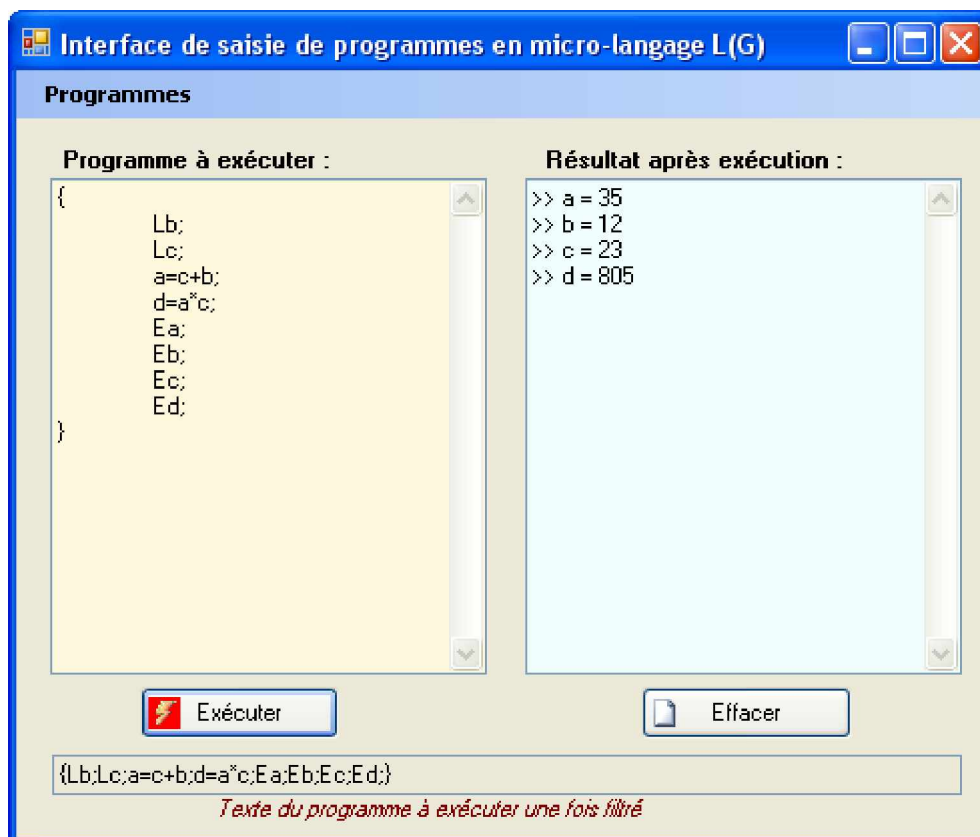 Interface de saisie de programmes en micro-langage L(G)
Programmes
Programme à exécuter :
{
Lb;
Lc;
a=c+b;
d=a*c;
Ea;
Eb;
Ec;
Ed;
}
Résultat après exécution :
>> a = 35
>> b = 12
>> c = 23
>> d = 805
Exécuter
Effacer
{Lb;Lc;a=c+b;d=a*c;Ea;Eb;Ec;Ed;}
Texte du programme à exécuter une fois filtré